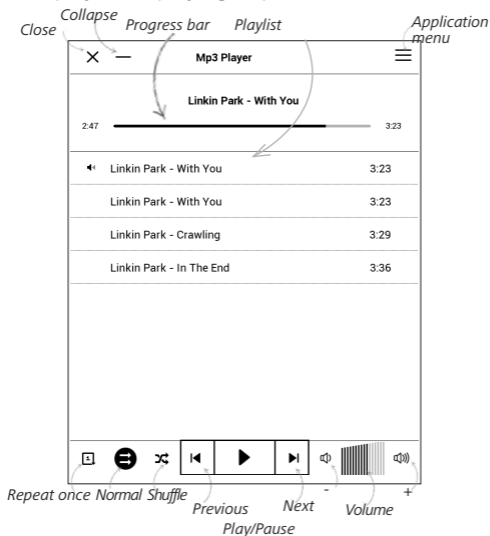 Collapse
Close
Progress bar
Playlist
Application
menu
Mp3 Player
Linkin Park - With You
2:47
3:23
Linkin Park - With You 3:23
Linkin Park - With You 3:23
Linkin Park - Crawling 3:29
Linkin Park - In The End 3:36
1
Repeat once Normal Shuffle
Previous
Next
-
Volume
+
Play/Pause